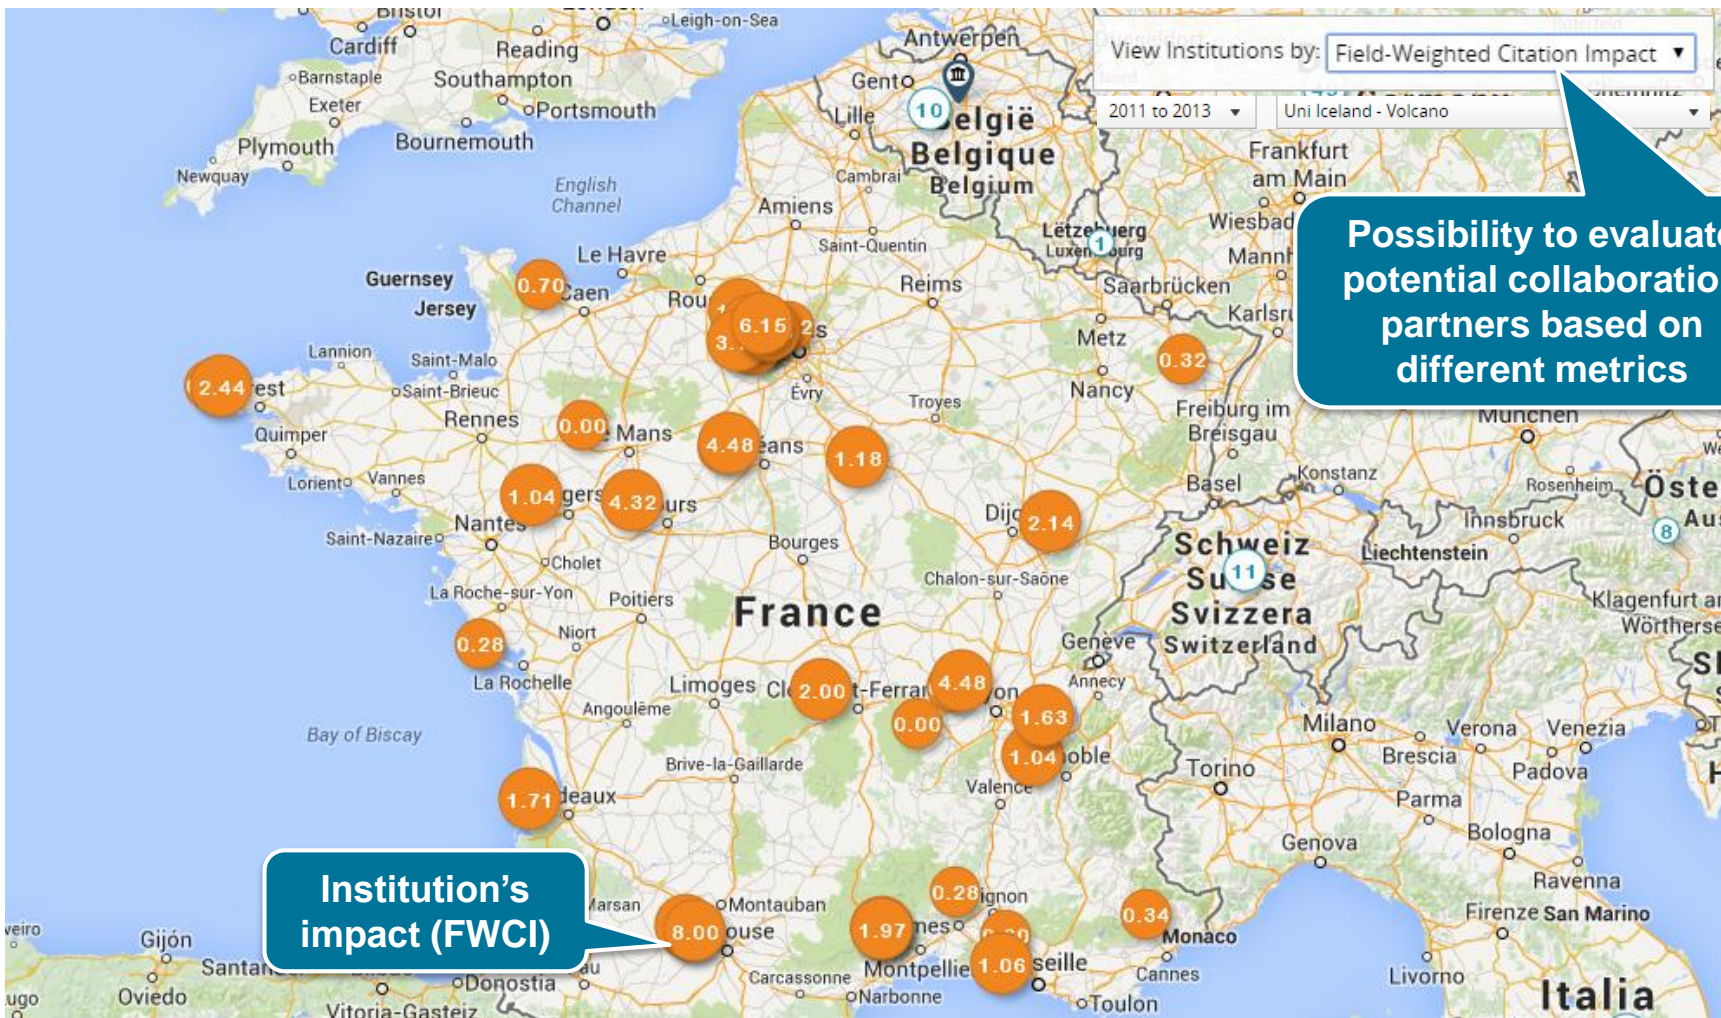 Bristol
Cardiff
Reading
Leigh-on-Sea
Barnstaple
Southampton
Exeter
Portsmouth
Plymouth
Bournemouth
Newquay
English
Channel
Antwerpen
Gent
10
Lille
België
Belgique
Belgium
Cambrai
View Institutions by: Field-Weighted Citation Impact
2011 to 2013
Uni Iceland - Volcano
Frankfurt
am Main
Amiens
Saint-Quentin
Luxembourg
1
Le Havre
Guernsey
Jersey
0.70
Caen
Reims
Saarbrücken
Possibility to evaluate
potential collaboration
partners based on
different metrics
6.15
Metz
0.32
Nancy
Lannion
Saint-Malo
2.44
Saint-Brieuc
Évry
Troyes
Rennes
0.00
Mans
4.48
1.18
Freiburg im
Breisgau
München
Quimper
Lorient
Vannes
1.04
4.32
Basel
Konstanz
Rosenheim
Nantes
2.14
Innsbruck
8
Saint-Nazaire
Bourges
Schweiz
Suisse
Svizzera
Switzerland
11
Liechtenstein
Cholet
La Roche-sur-Yon
Poitiers
Chalon-sur-Saône
France
Klagenfurt
Niort
0.28
La Rochelle
Genève
Limoges
2.00
4.48
Annecy
Angoulême
0.00
1.63
Bay of Biscay
Milano
Verona
Venezia
Brive-la-Gaillarde
1.04
Torino
Brescia
Padova
1.71
Valence
Parma
Genova
Bologna
Institution's
impact (FWCI)
0.28
Ravenna
Montauban
8.00
1.97
0.34
Firenze
San Marino
Monaco
Gijón
1.06
Cannes
Livorno
Carcassonne
Oviedo
Donostia
Narbonne
Toulon
Italia
Vitoria-Gasteiz